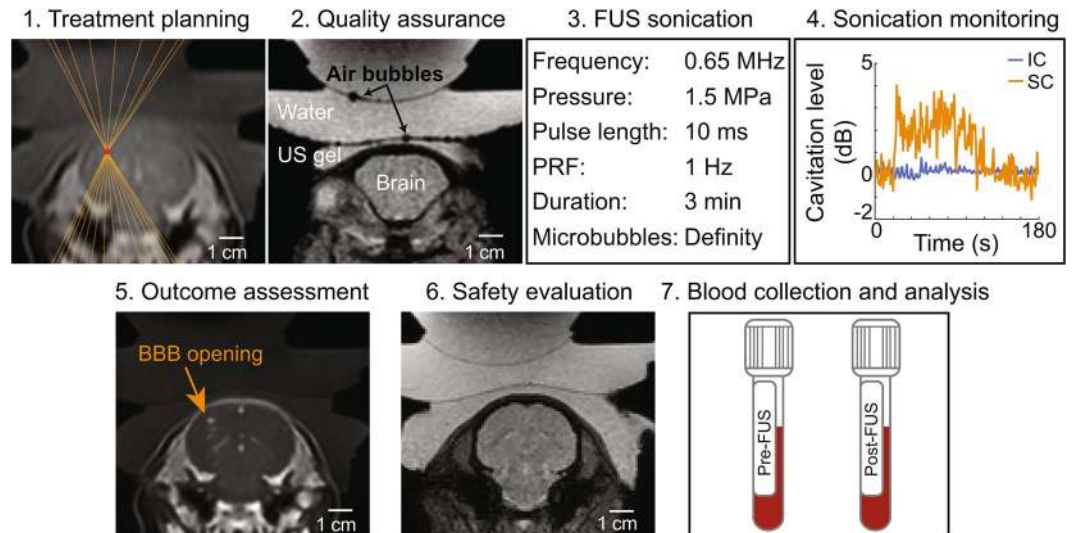 1. Treatment planning
1 cm
2. Quality assurance
Air bubbles
Water
US gel
Brain
1 cm
3. FUS sonication
Frequency: 0.65 MHz
Pressure: 1.5 MPa
Pulse length: 10 ms
PRF: 1 Hz
Duration: 3 min
Microbubbles: Definity
4. Sonication monitoring
IC
SC
Cavitation level
(dB)
5
0
-2
0
180
Time (s)
5. Outcome assessment
BBB opening
1 cm
6. Safety evaluation
1 cm
7. Blood collection and analysis
Pre-FUS
Post-FUS